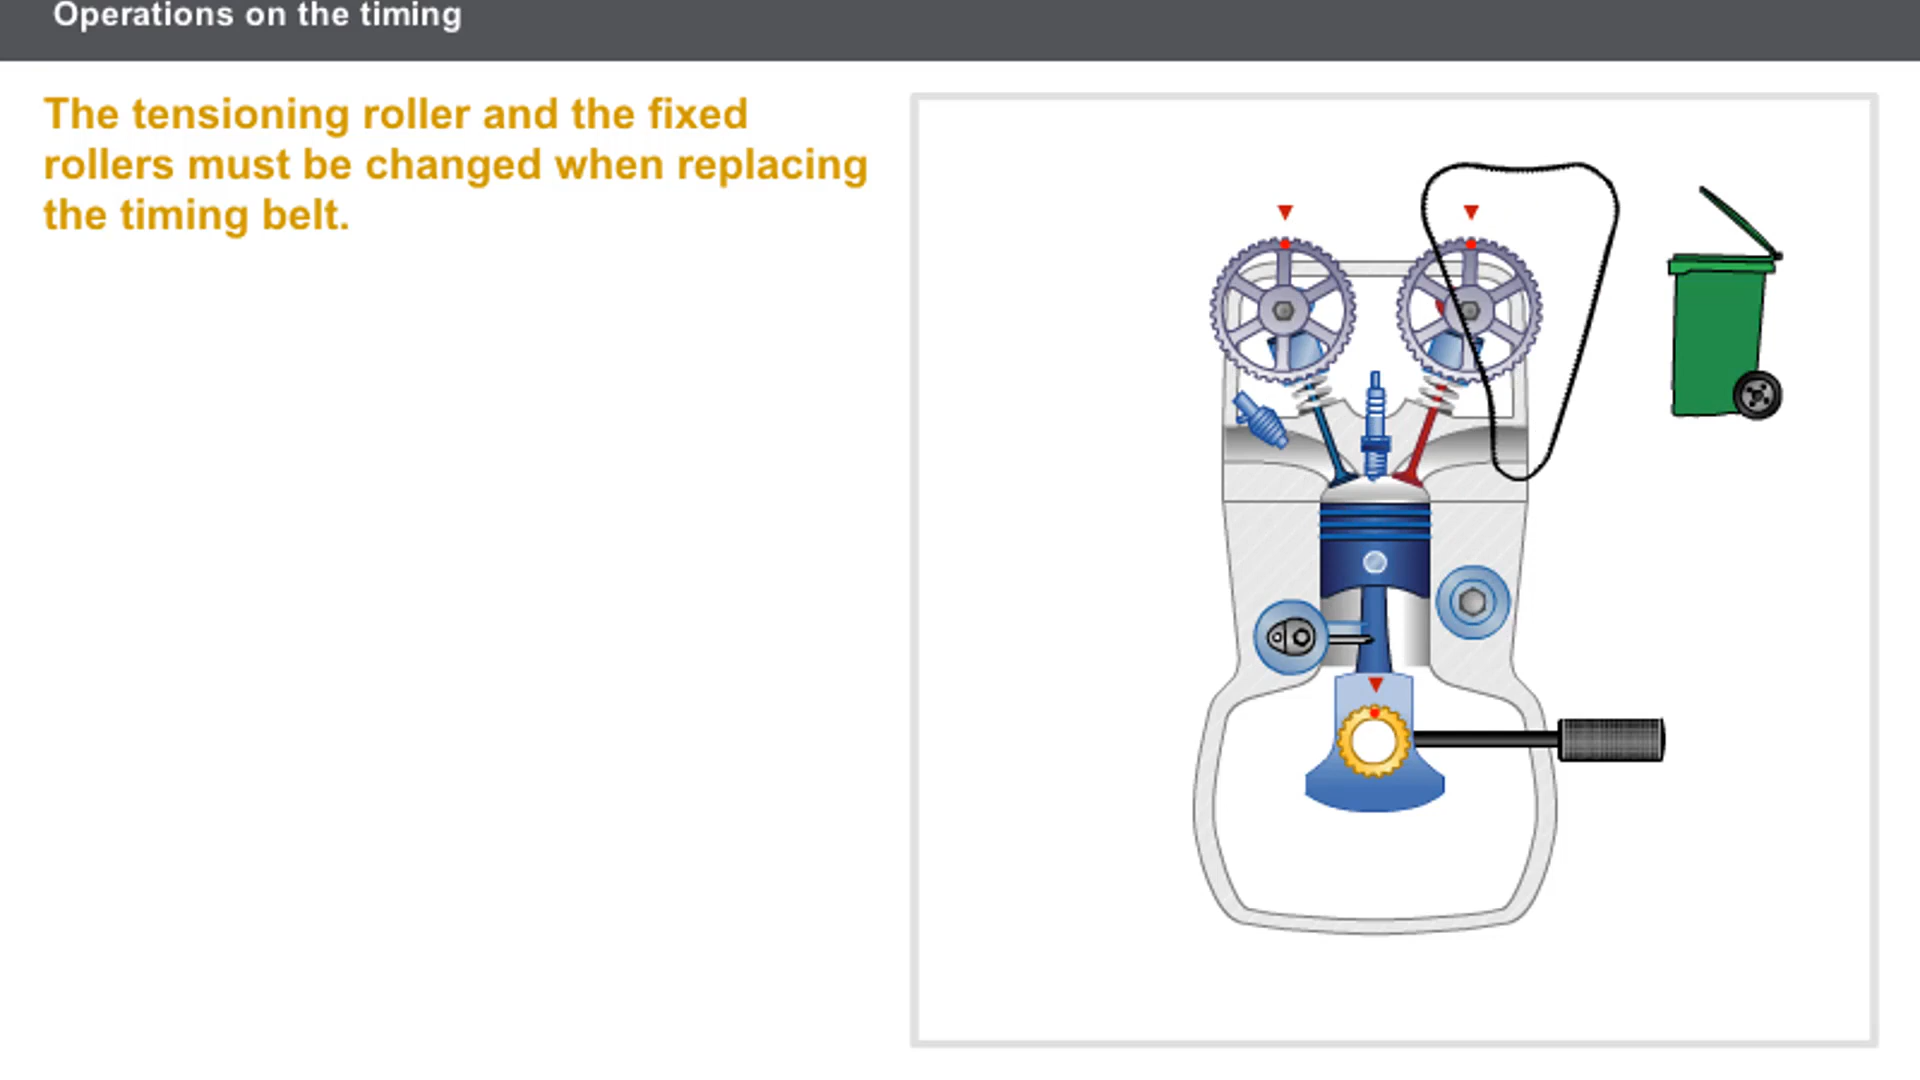 Operations on the timing
The tensioning roller and the fixed
rollers must be changed when replacing
the timing belt.